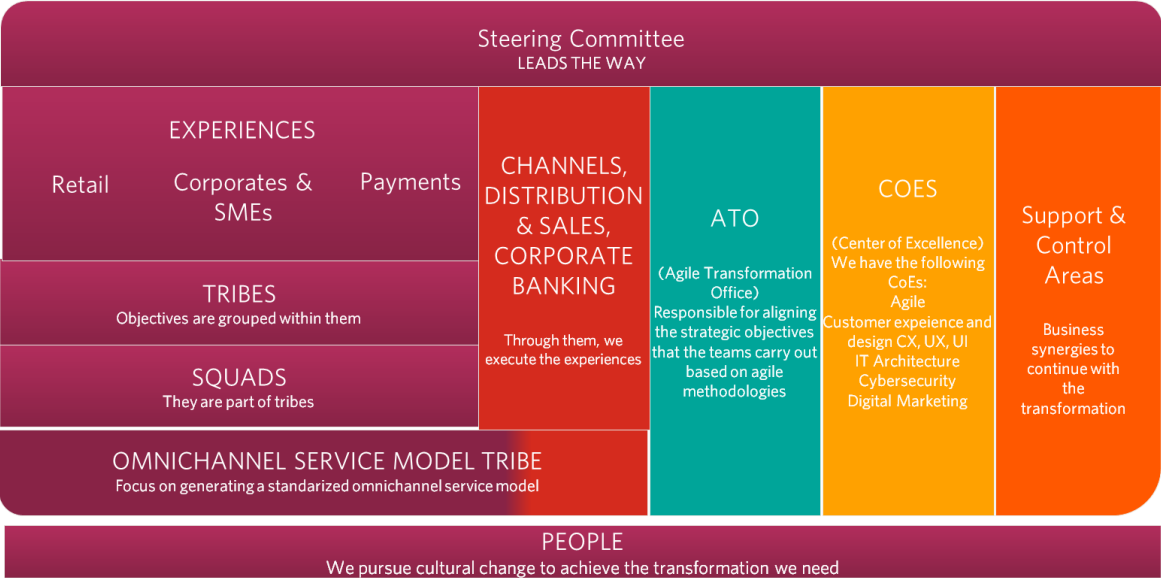 Steering Committee
LEADS THE WAY
EXPERIENCES
Retail
Corporates &
SMEs
Payments
TRIBES
Objectives are grouped within them
SQUADS
They are part of tribes
CHANNELS,
DISTRIBUTION
& SALES,
CORPORATE
BANKING
Through them, we
execute the experiences
OMNICHANNEL SERVICE MODEL TRIBE
Focus on generating a standarized omnichannel service model
ATO
(Agile Transformation
Office)
Responsible for aligning
the strategic objectives
that the teams carry out
based on agile
methodologies
COES
(Center of Excellence)
We have the following
CoEs:
Agile
Customer expeience and
design CX, UX, UI
IT Architecture
Cybersecurity
Digital Marketing
Support &
Control
Areas
Business
synergies to
continue with
the
transformation
PEOPLE
We pursue cultural change to achieve the transformation we need